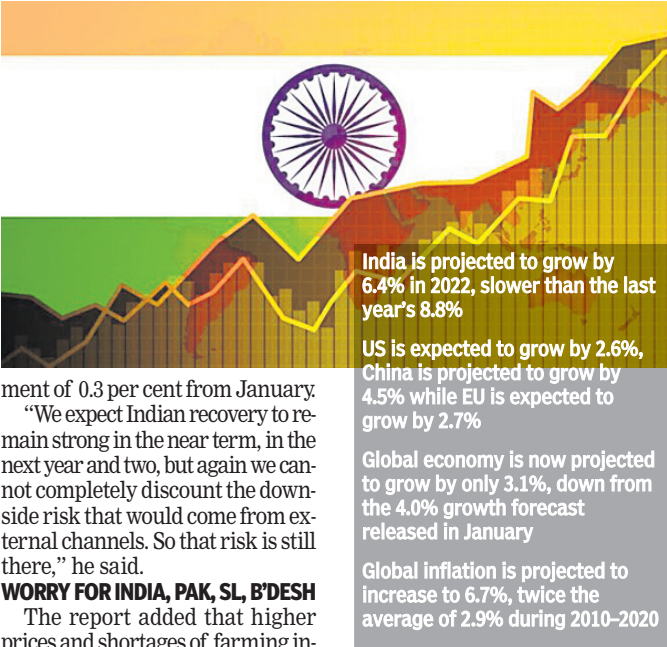 India is projected to grow by
6.4% in 2022, slower than the last
year's 8.8%
US is expected to grow by 2.6%,
China is projected to grow by
4.5% while EU is expected to
grow by 2.7%
Global economy is now projected
to grow by only 3.1%, down from
the 4.0% growth forecast
released in January
Global inflation is projected to
increase to 6.7%, twice the
average of 2.9% during 2010–2020
ment of 0.3 per cent from January.
“We expect Indian recovery to re-
main strong in the near term, in the
next year and two, but again we can-
not completely discount the down-
side risk that would come from ex-
ternal channels. So that risk is still
there,” he said.
WORRY FOR INDIA, PAK, SL, B’DESH
The report added that higher
prices and shortages of farming in-